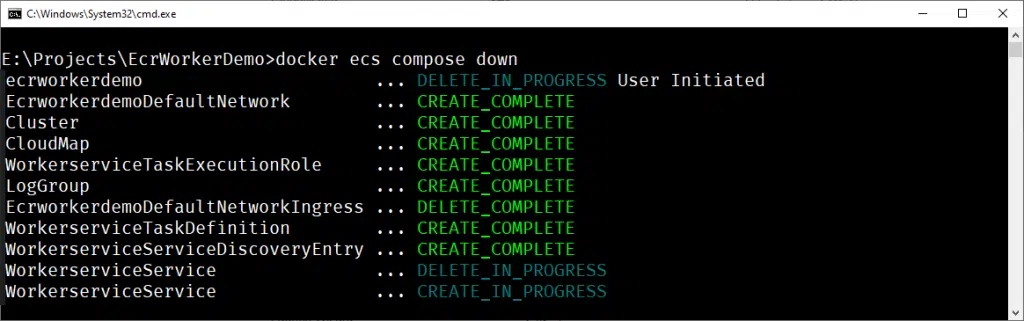 C:\Windows\System32\cmd.exe
E:\Projects\EcrWorkerDemo>docker ecs compose down
ecrworkerdemo ... DELETE_IN_PROGRESS User Initiated
EcrworkerdemoDefaultNetwork ... CREATE_COMPLETE
Cluster ... CREATE_COMPLETE
CloudMap ... CREATE_COMPLETE
WorkerserviceTaskExecutionRole ... CREATE_COMPLETE
LogGroup ... CREATE_COMPLETE
EcrworkerdemoDefaultNetworkIngress ... DELETE_COMPLETE
WorkerserviceTaskDefinition ... CREATE_COMPLETE
WorkerserviceServiceDiscoveryEntry ... CREATE_COMPLETE
WorkerserviceService ... DELETE_IN_PROGRESS
WorkerserviceService ... CREATE_IN_PROGRESS